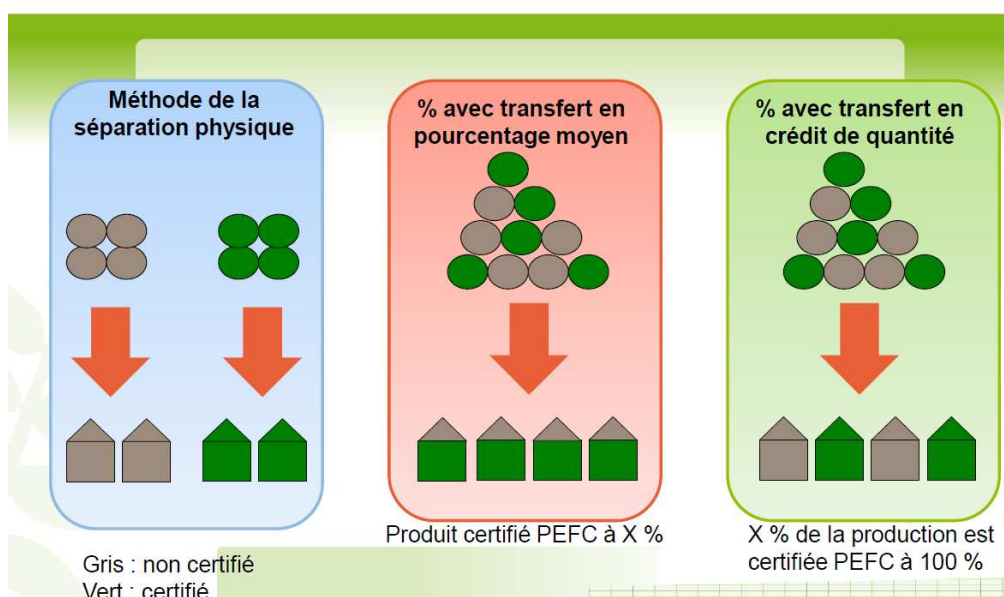 Méthode de la
séparation physique
% avec transfert en
pourcentage moyen
% avec transfert en
crédit de quantité
Produit certifié PEFC à X %
X % de la production est
certifiée PEFC à 100 %
Gris : non certifié
Vert : certifié